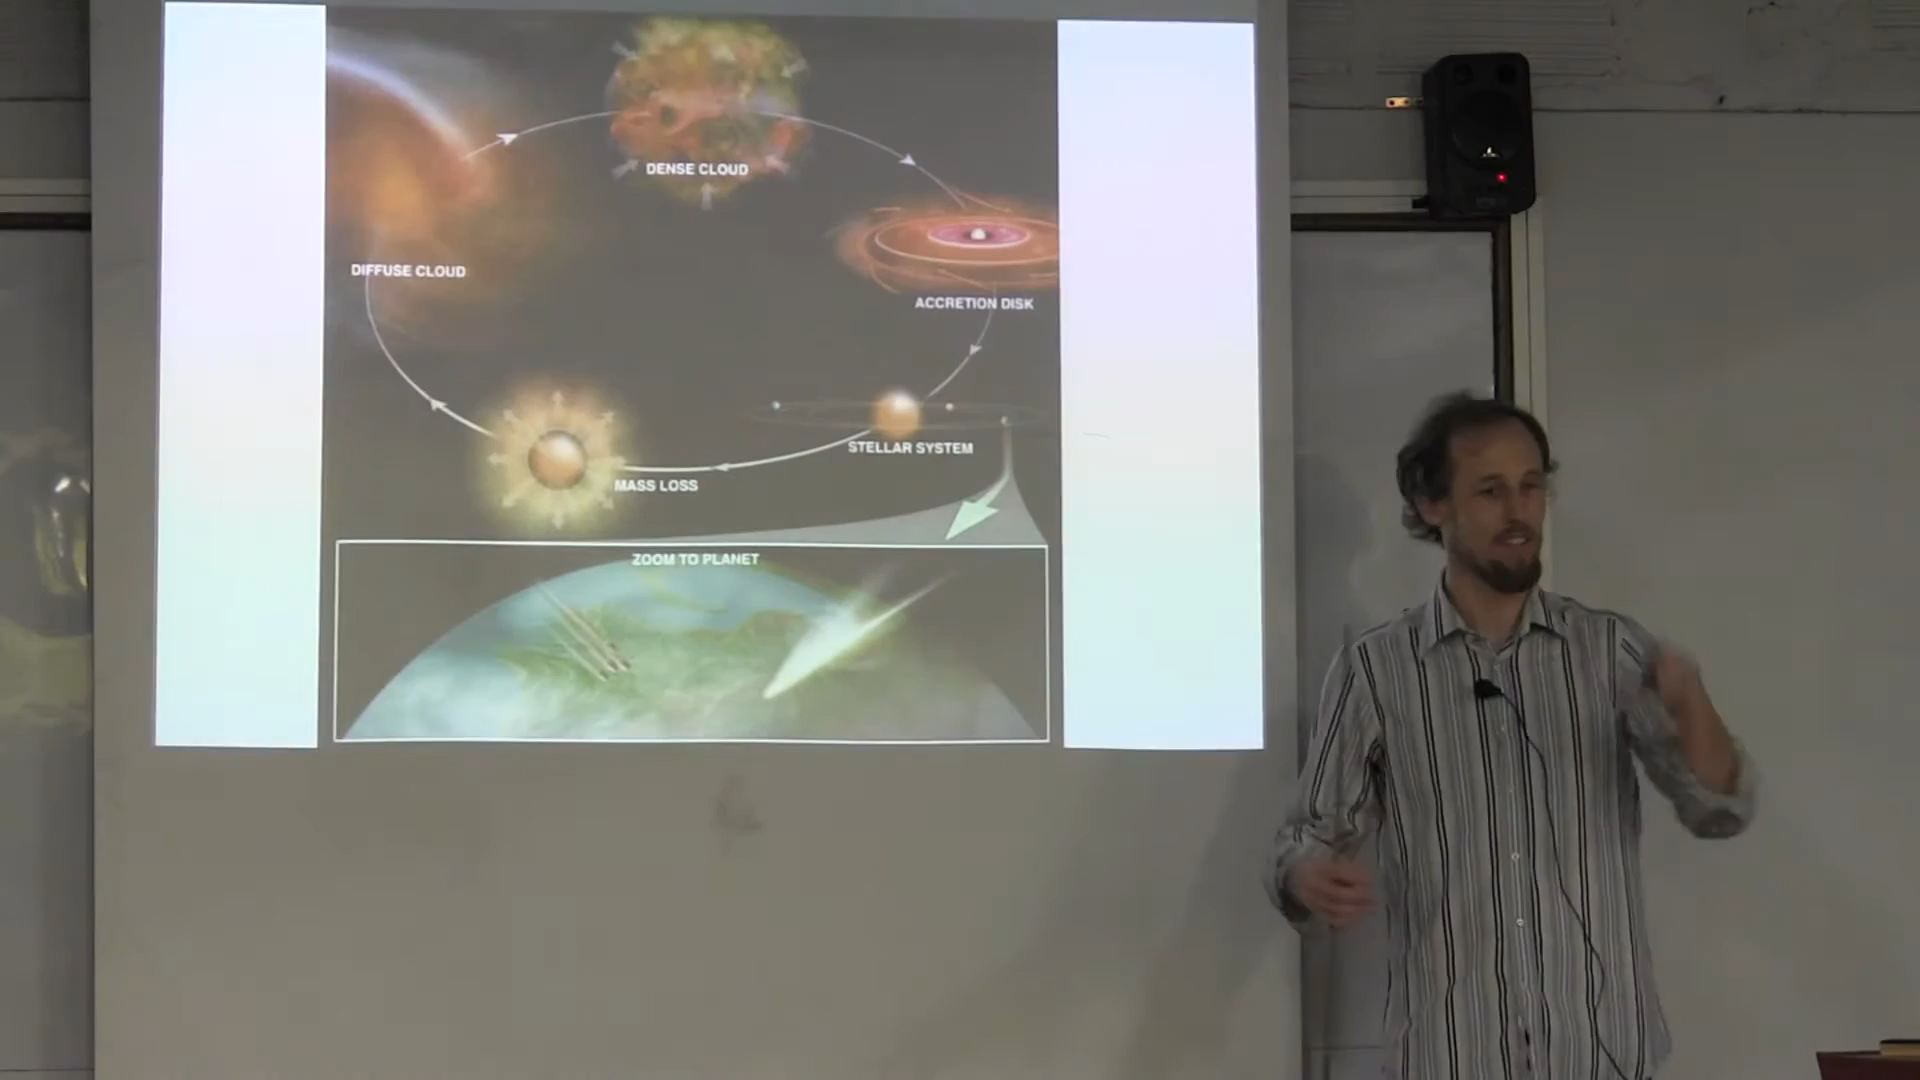 DENSE CLOUD
DIFFUSE CLOUD
ACCRETION DISK
STELLAR SYSTEM
MASS LOSS
ZOOM TO PLANET